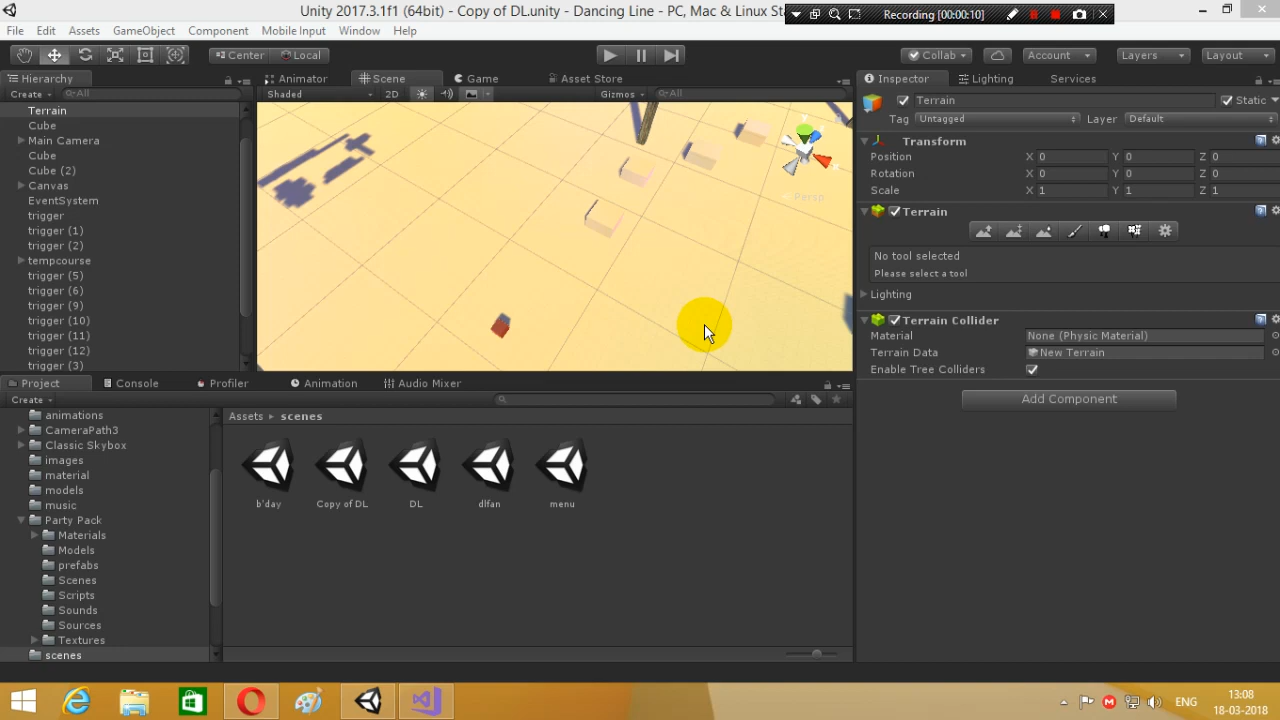 Unity 2017.3.1f1 (64bit) - Copy of DL.unity - Dancing Line - PC, Mac & Linux Sta
Recording [00:00:10]
File Edit Assets GameObject Component Mobile Input Window Help
Center Local
Collab Account Layers Layout
Hierarchy
Create All
Terrain
Cube
Main Camera
Cube
Cube (2)
Canvas
EventSystem
trigger
trigger (1)
trigger (2)
tempcourse
trigger (5)
trigger (6)
trigger (9)
trigger (10)
trigger (11)
trigger (12)
trigger (3)
Animator Scene Game Asset Store
Shaded 2D Gizmos All
y
Persp
Inspector Lighting Services
Terrain Static
Tag Untagged Layer Default
Transform
Position X 0 Y 0 Z 0
Rotation X 0 Y 0 Z 0
Scale X 1 Y 1 Z 1
Terrain
No tool selected
Please select a tool
Lighting
Terrain Collider
Material None (Physic Material)
Terrain Data New Terrain
Enable Tree Colliders
Add Component
Project Console Profiler Animation Audio Mixer
Create
animations
CameraPath3
Classic Skybox
images
material
models
music
Party Pack
Materials
Models
prefabs
Scenes
Scripts
Sounds
Sources
Textures
scenes
Assets scenes
b'day Copy of DL DL dlfan menu
ENG
13:08
18-03-2018